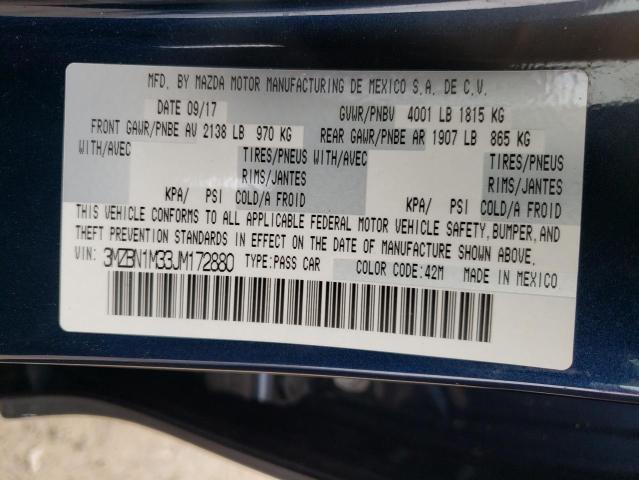 MFD. BY MAZDA MOTOR MANUFACTURING DE MEXICO S.A. DE C.V.
DATE 09/17 GVWR/PNBV 4001 LB 1815 KG
FRONT GAWR/PNBE AV 2138 LB 970 KG REAR GAWR/PNBE AR 1907 LB 865 KG
WITH/AVEC TIRES/PNEUS WITH/AVEC TIRES/PNEUS
RIMS/JANTES RIMS/JANTES
KPA/ PSI COLD/A FROID KPA/ PSI COLD/A FROID
THIS VEHICLE CONFORMS TO ALL APPLICABLE FEDERAL MOTOR VEHICLE SAFETY, BUMPER, AND
THEFT PREVENTION STANDARDS IN EFFECT ON THE DATE OF MANUFACTURE SHOWN ABOVE.
VIN: 3MZBN1M33JM172880 TYPE:PASS CAR COLOR CODE:42M MADE IN MEXICO